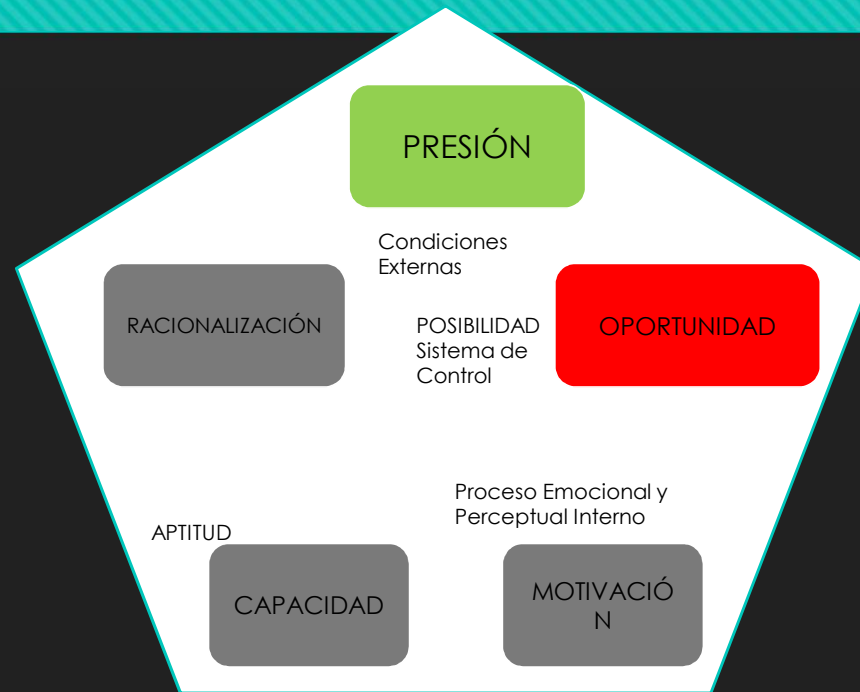 PRESIÓN
Condiciones
Externas
RACIONALIZACIÓN
POSIBILIDAD
Sistema de
Control
OPORTUNIDAD
Proceso Emocional y
Perceptual Interno
APTITUD
CAPACIDAD
MOTIVACIÓ
N